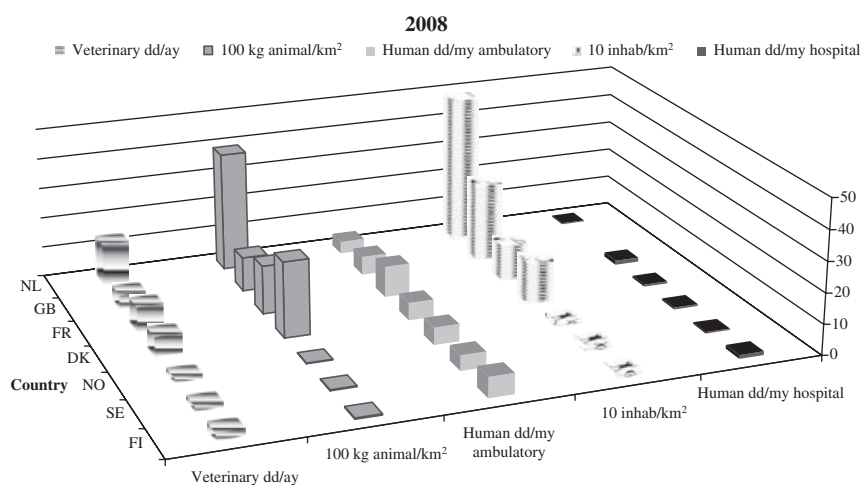 2008
Veterinary dd/ay 100 kg animal/km² Human dd/my ambulatory 10 inhab/km² Human dd/my hospital
50
40
30
20
10
0
NL
GB
FR
DK
Country NO
SE
FI
Veterinary dd/ay
100 kg animal/km²
Human dd/my
ambulatory
10 inhab/km²
Human dd/my hospital